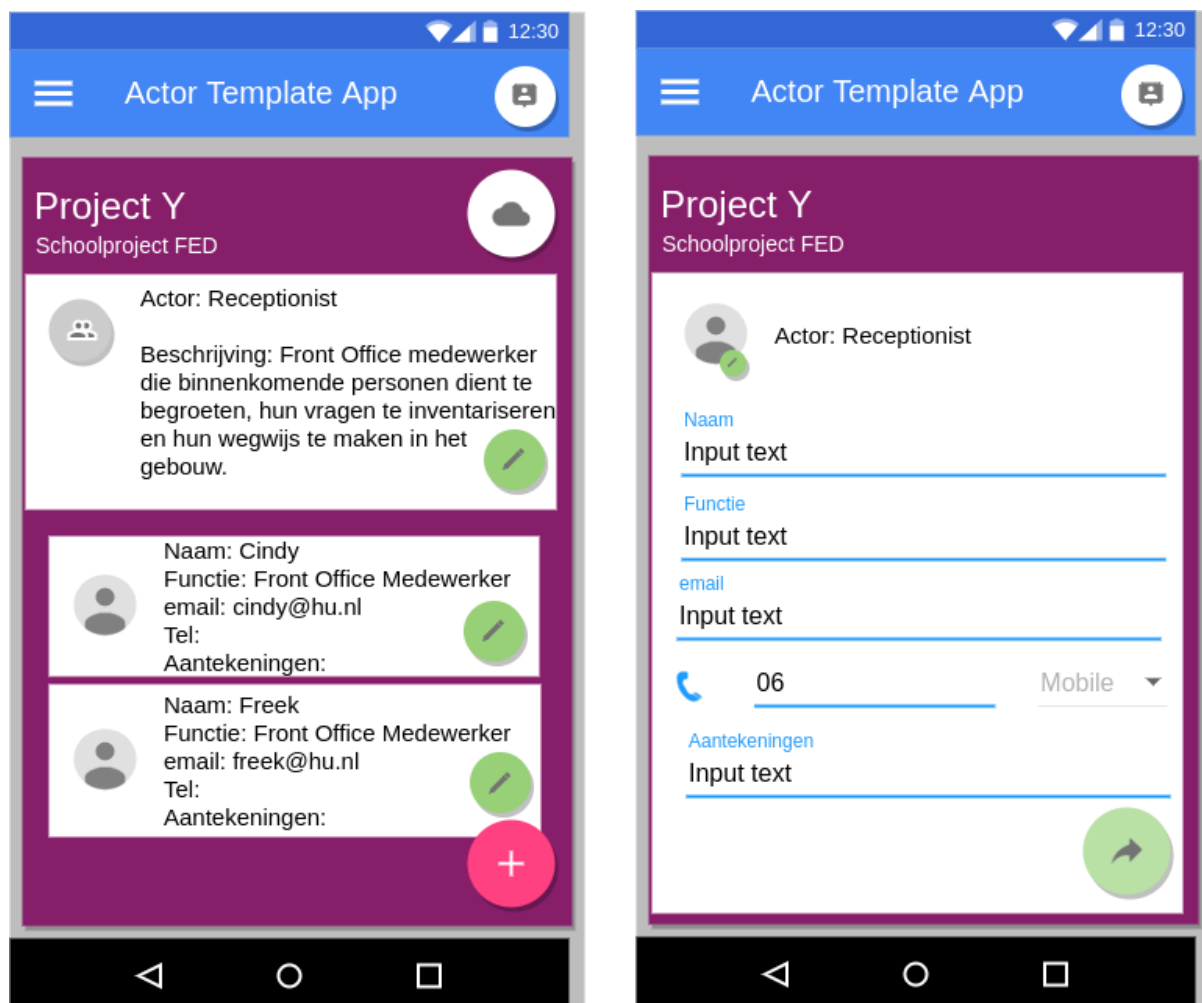 12:30
Actor Template App
Project Y
Schoolproject FED
Actor: Receptionist
Beschrijving: Front Office medewerker
die binnenkomende personen dient te
begroeten, hun vragen te inventariseren
en hun wegwijs te maken in het
gebouw.
Naam: Cindy
Functie: Front Office Medewerker
email: cindy@hu.nl
Tel:
Aantekeningen:
Naam: Freek
Functie: Front Office Medewerker
email: freek@hu.nl
Tel:
Aantekeningen:
12:30
Actor Template App
Project Y
Schoolproject FED
Actor: Receptionist
Naam
Input text
Functie
Input text
email
Input text
06 Mobile
Aantekeningen
Input text